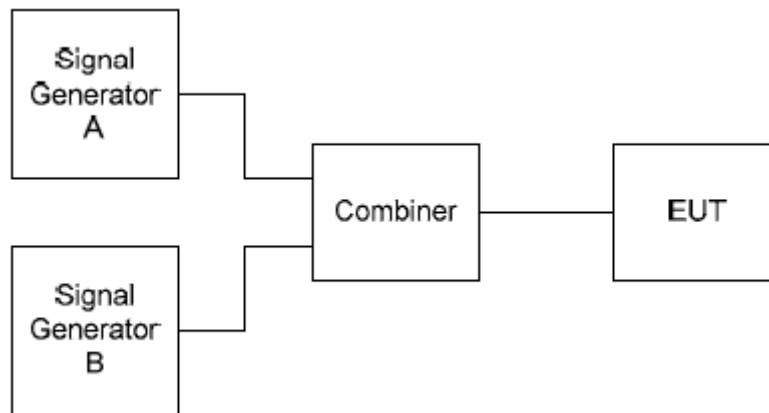 Signal
Generator
A
Combiner
EUT
Signal
Generator
B